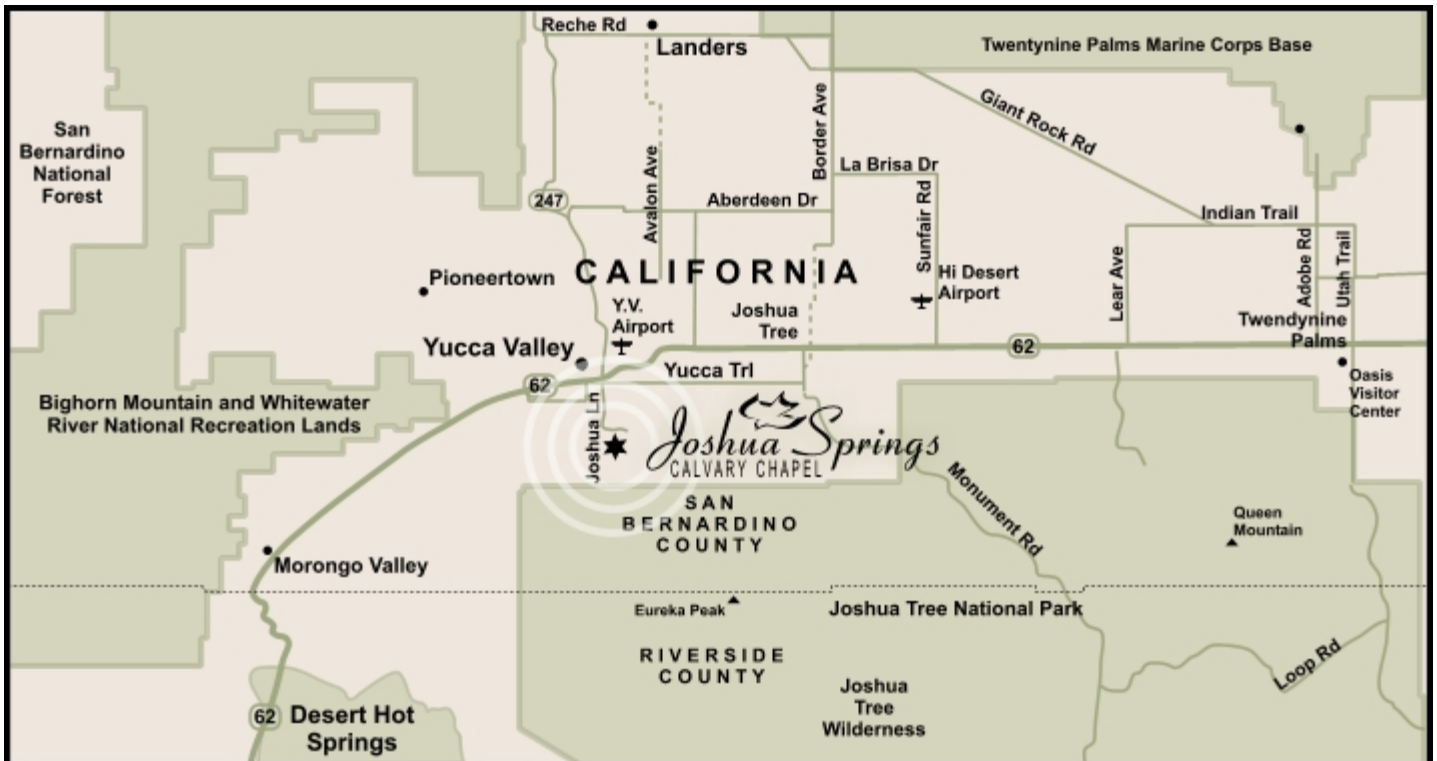 Reche Rd
Landers
Twentynine Palms Marine Corps Base
Border Ave
Giant Rock Rd
San
Bernardino
National
Forest
Avalon Ave
La Brisa Dr
Sunfair Rd
247
Aberdeen Dr
Indian Trail
Lear Ave
Adobe Rd
Utah Trail
Pioneertown
CALIFORNIA
Hi Desert
Airport
Y.V.
Airport
Joshua
Tree
Twendynine
Palms
Yucca Valley
62
Yucca Trl
62
Oasis
Visitor
Center
Bighorn Mountain and Whitewater
River National Recreation Lands
Joshua Ln
Joshua Springs
CALVARY CHAPEL
Monument Rd
SAN
BERNARDINO
COUNTY
Queen
Mountain
Morongo Valley
Eureka Peak
Joshua Tree National Park
RIVERSIDE
COUNTY
Loop Rd
Joshua
Tree
Wilderness
62
Desert Hot
Springs